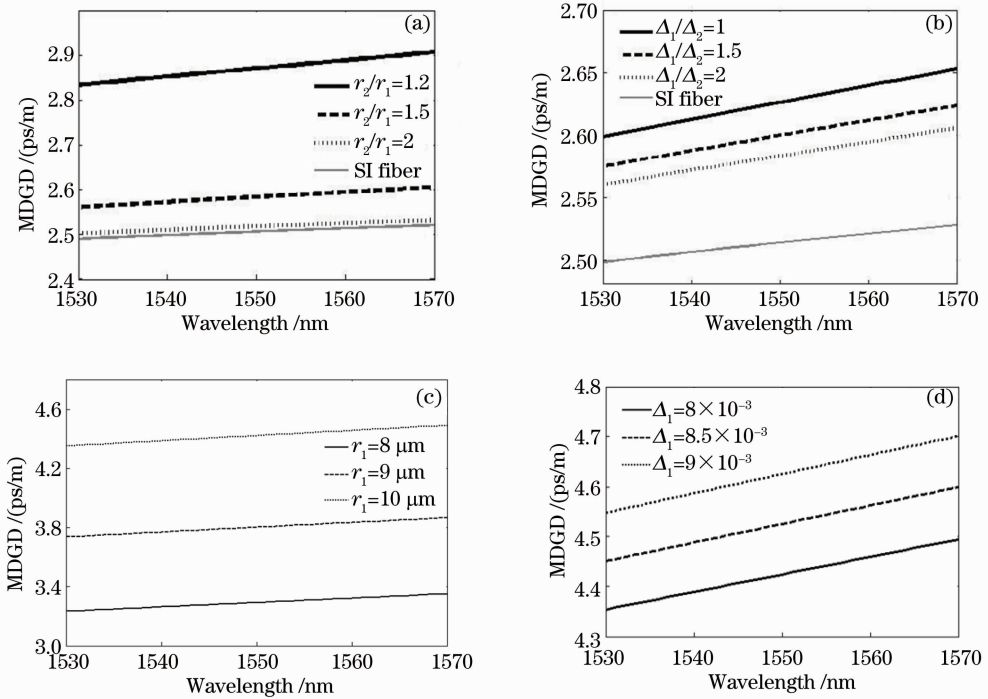 (a)
2.9
2.8
2.7
2.6
2.5
2.4
MDGD /(ps/m)
r₂/r₁=1.2
r₂/r₁=1.5
r₂/r₁=2
SI fiber
1530 1540 1550 1560 1570
Wavelength /nm
(b)
2.70
2.65
2.60
2.55
2.50
MDGD /(ps/m)
Δ₁/Δ₂=1
Δ₁/Δ₂=1.5
Δ₁/Δ₂=2
SI fiber
1530 1540 1550 1560 1570
Wavelength /nm
(c)
4.6
4.2
3.8
3.4
3.0
MDGD /(ps/m)
r₁=8 μm
r₁=9 μm
r₁=10 μm
1530 1540 1550 1560 1570
Wavelength /nm
(d)
4.8
4.7
4.6
4.5
4.4
4.3
MDGD /(ps/m)
Δ₁=8×10⁻³
Δ₁=8.5×10⁻³
Δ₁=9×10⁻³
1530 1540 1550 1560 1570
Wavelength /nm